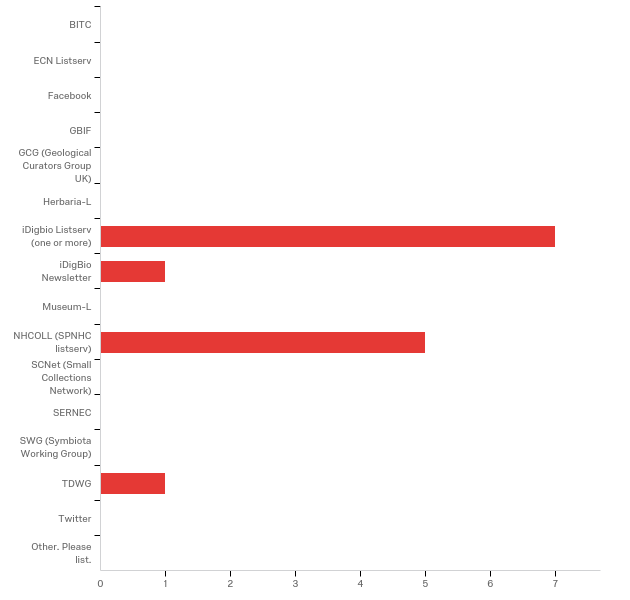 BITC
ECN Listserv
Facebook
GBIF
GCG (Geological
Curators Group
UK)
Herbaria-L
iDigbio Listserv
(one or more)
iDigBio
Newsletter
Museum-L
NHCOLL (SPNHC
listserv)
SCNet (Small
Collections
Network)
SERNEC
SWG (Symbiota
Working Group)
TDWG
Twitter
Other. Please
list.
0 1 2 3 4 5 6 7